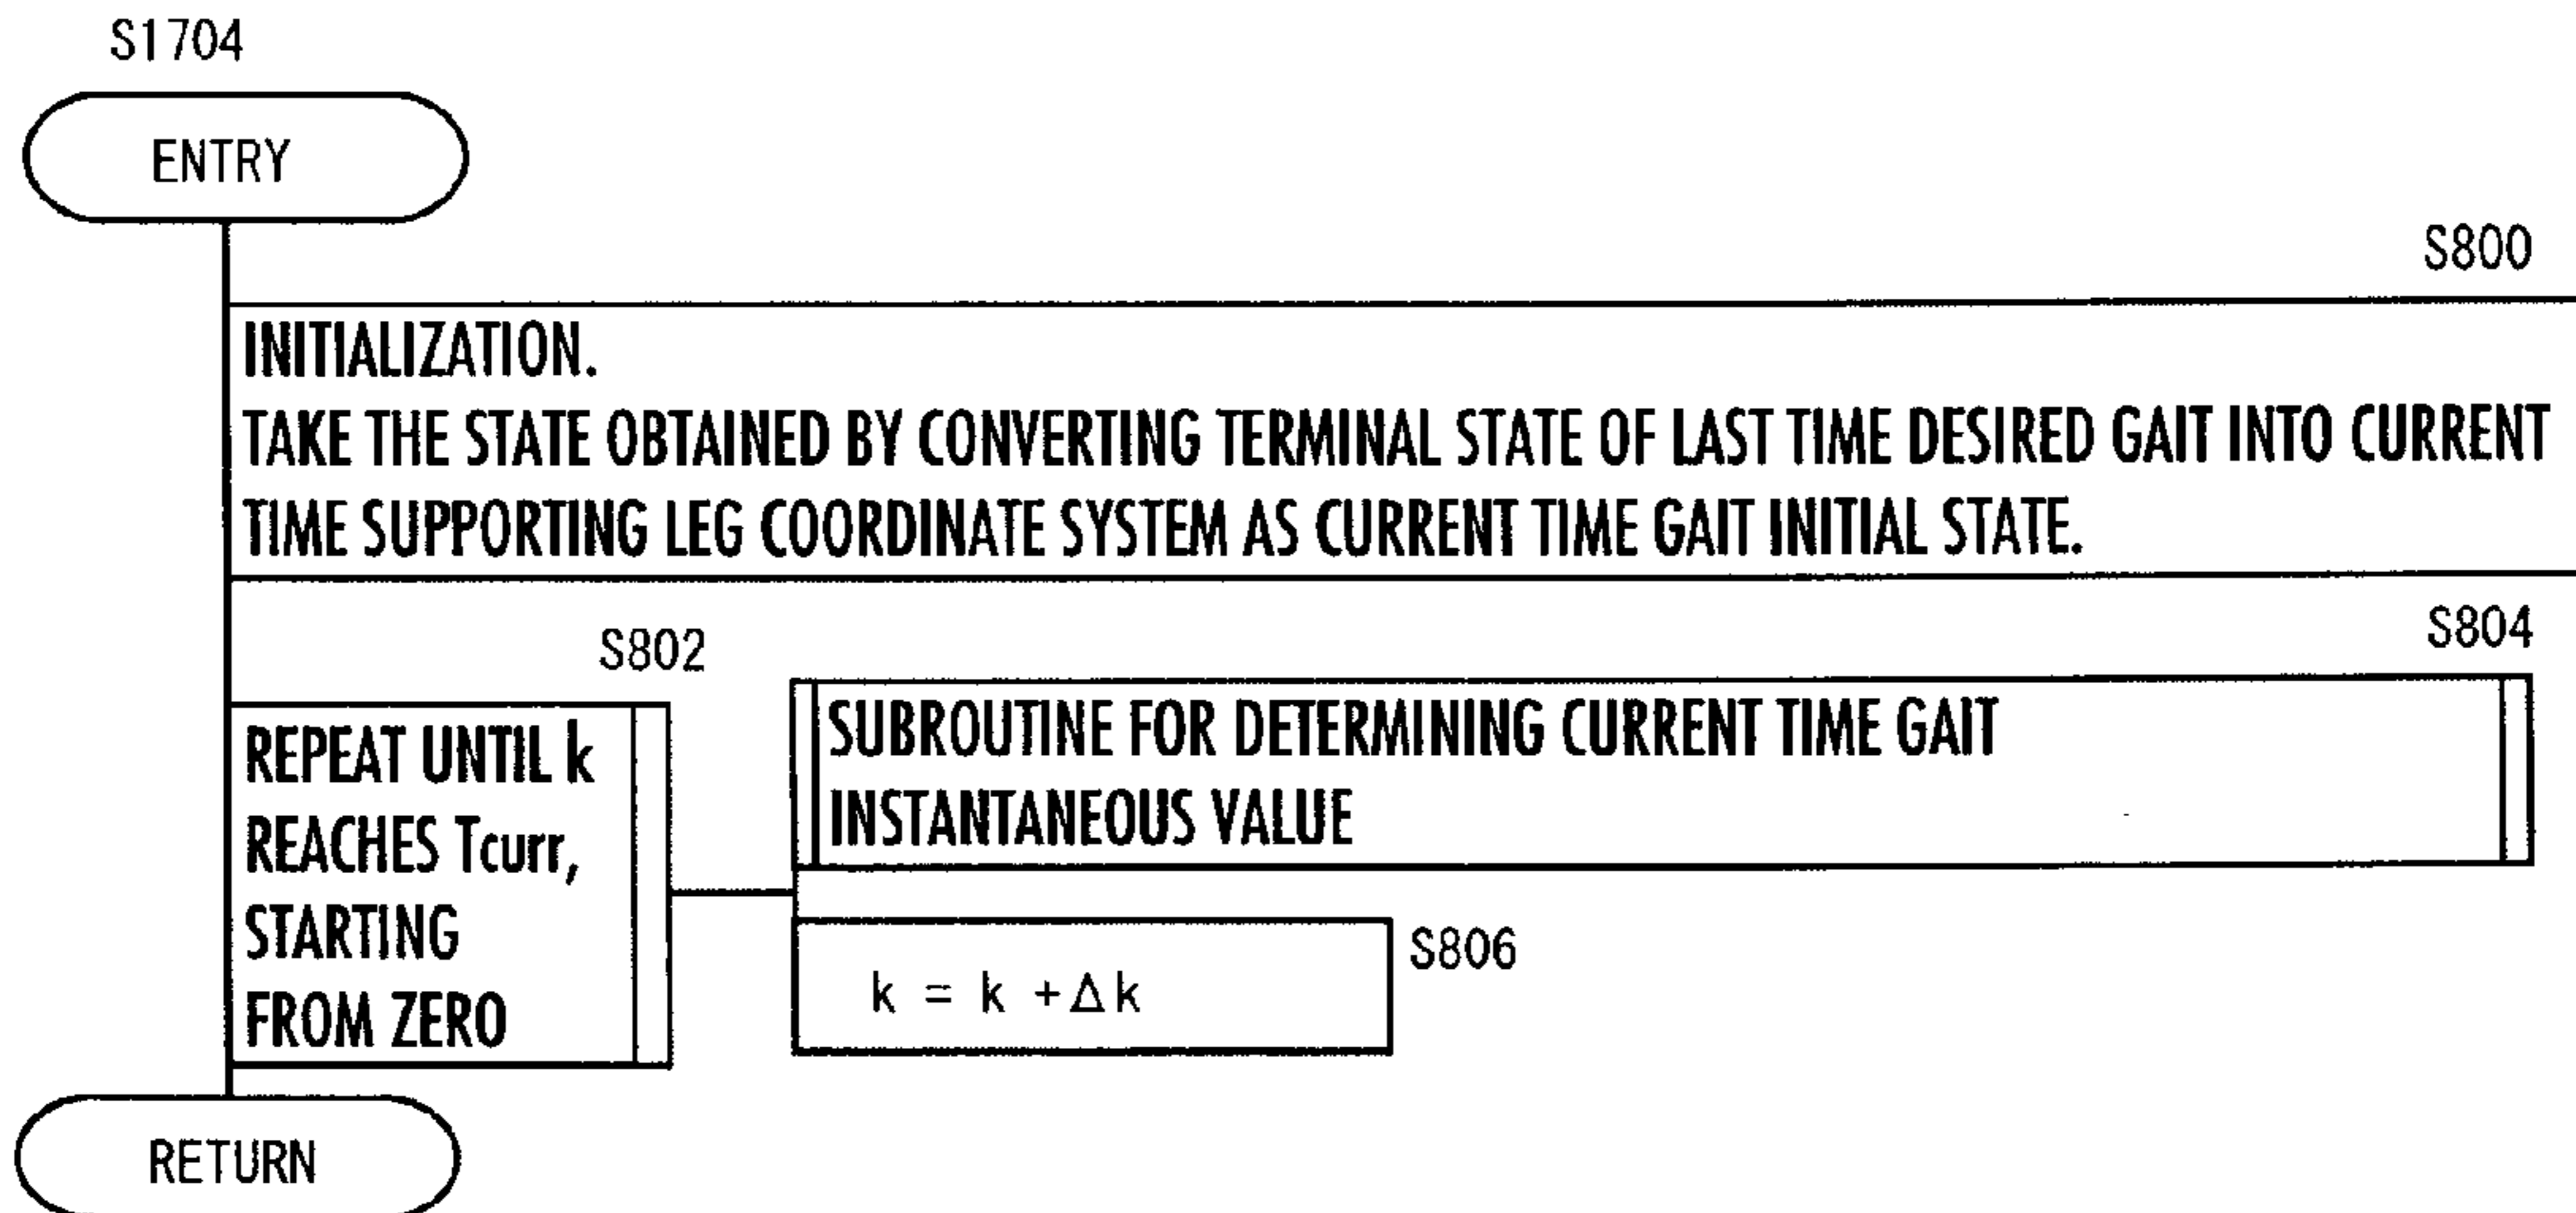 S1704
ENTRY
S800
INITIALIZATION.
TAKE THE STATE OBTAINED BY CONVERTING TERMINAL STATE OF LAST TIME DESIRED GAIT INTO CURRENT
TIME SUPPORTING LEG COORDINATE SYSTEM AS CURRENT TIME GAIT INITIAL STATE.
S802
REPEAT UNTIL k
REACHES Tcurr,
STARTING
FROM ZERO
S804
SUBROUTINE FOR DETERMINING CURRENT TIME GAIT
INSTANTANEOUS VALUE
S806
k = k +Δk
RETURN